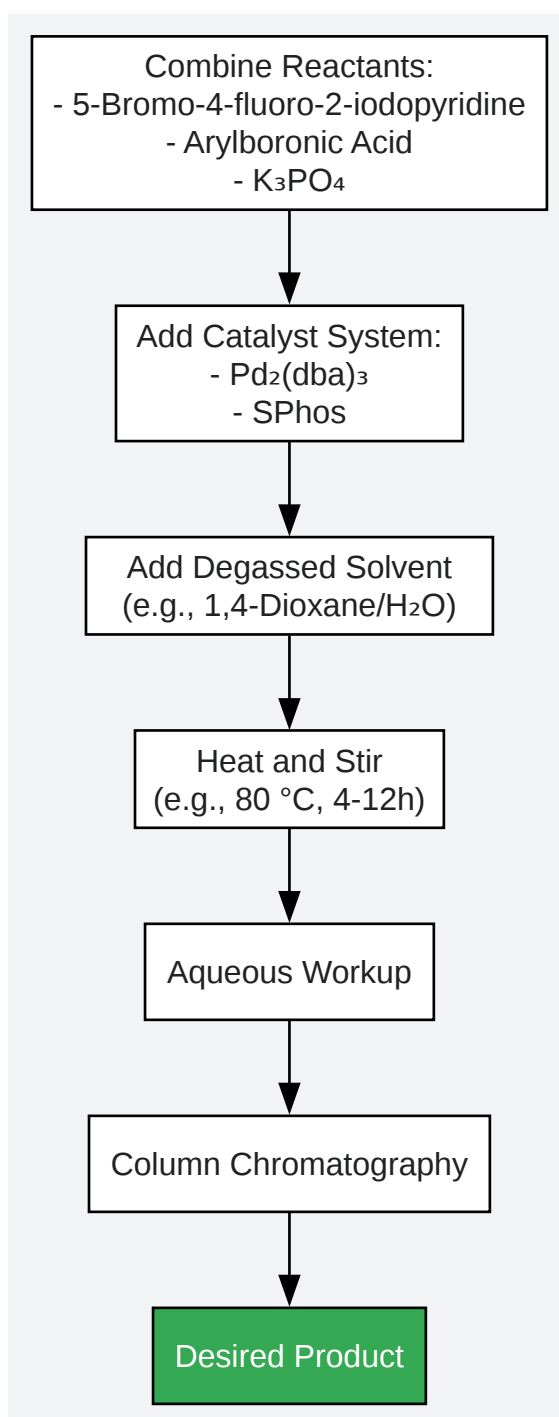 Combine Reactants:
- 5-Bromo-4-fluoro-2-iodopyridine
- Arylboronic Acid
- K₃PO₄
Add Catalyst System:
- Pd₂(dba)₃
- SPhos
Add Degassed Solvent
(e.g., 1,4-Dioxane/H₂O)
Heat and Stir
(e.g., 80 °C, 4-12h)
Aqueous Workup
Column Chromatography
Desired Product